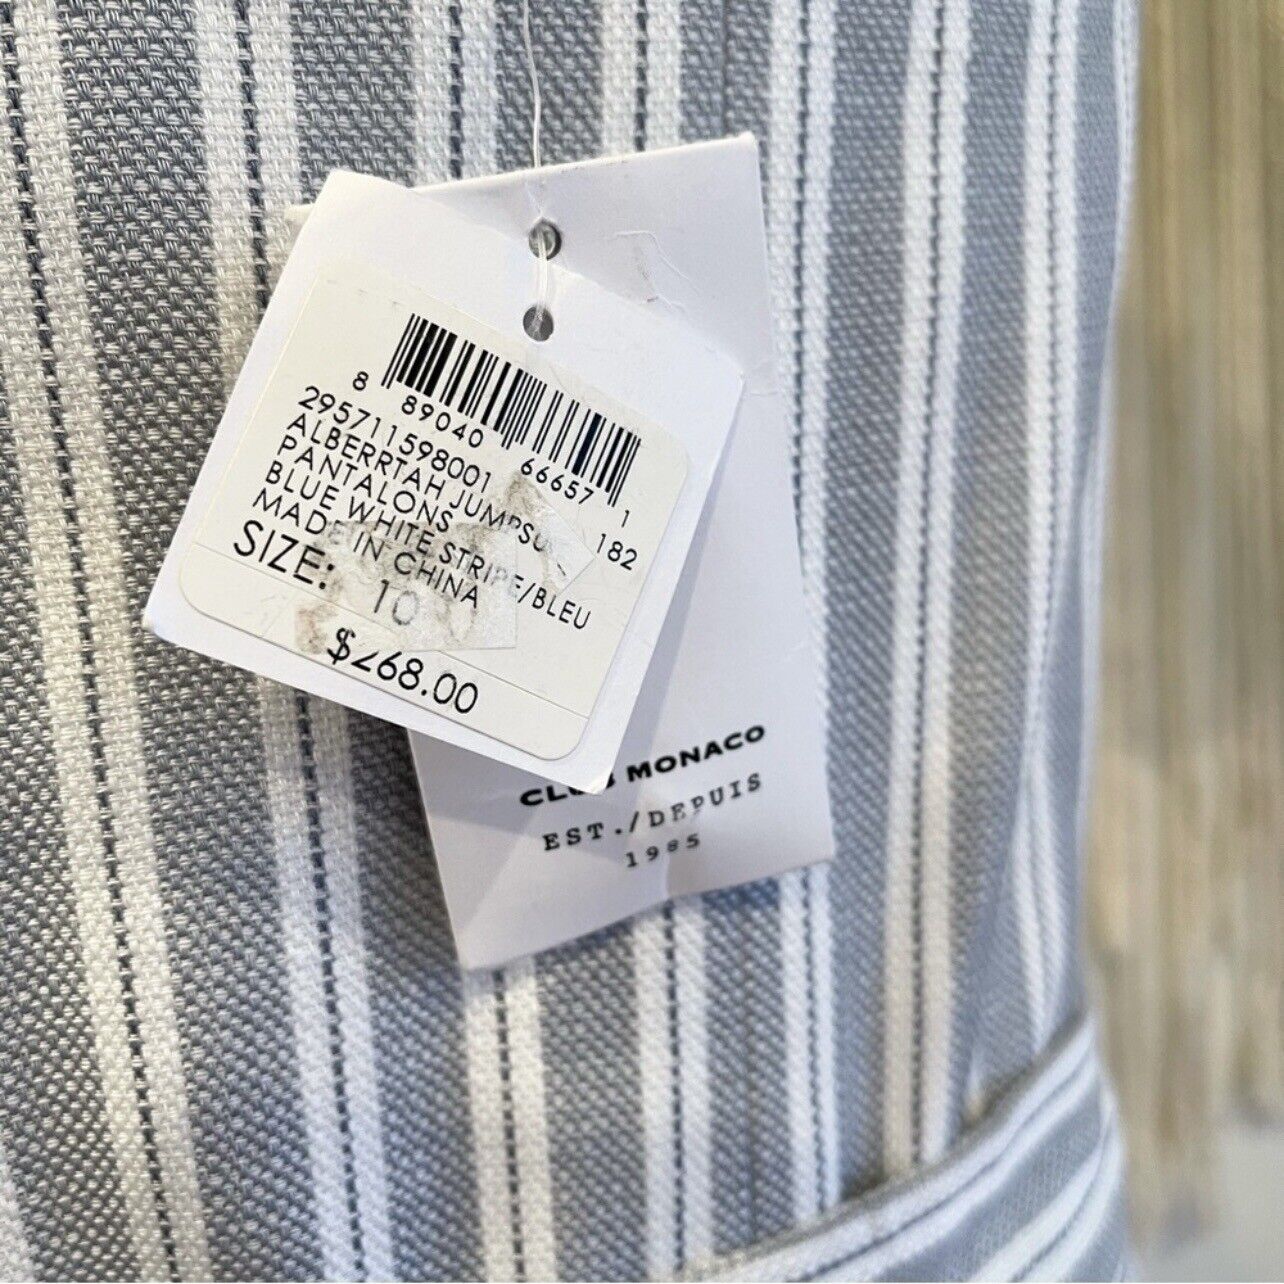 8 89040 66657 1
295711598001 182
ALBERRTAH JUMPSU
PANTALONS
BLUE WHITE STRIPE/BLEU
MADE IN CHINA
SIZE: 10
$268.00
CLUB MONACO
EST./DEPUIS
1985